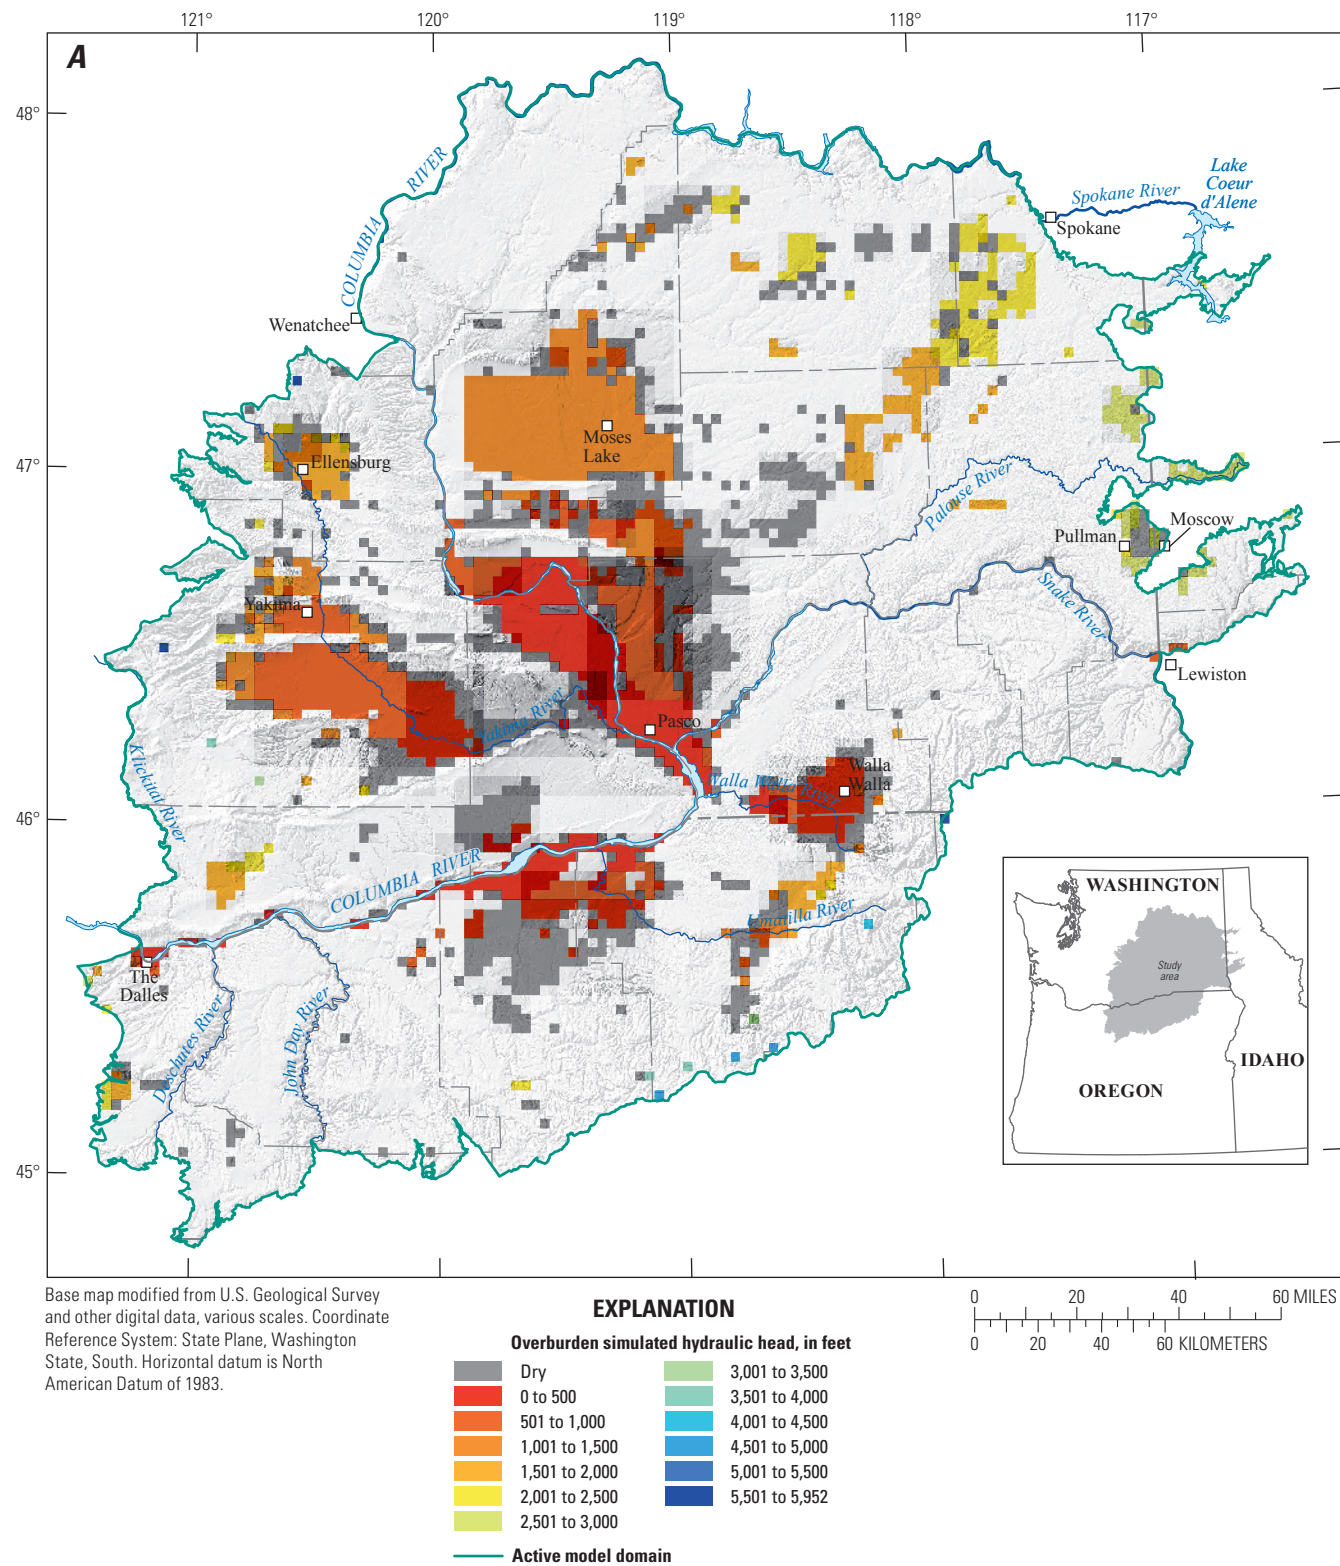 121°
120°
119°
118°
117°
A
48°
47°
46°
45°
COLUMBIA RIVER
Spokane River
Lake
Coeur
d'Alene
Spokane
Wenatchee
Moses
Lake
Ellensburg
Palouse River
Pullman
Moscow
Yakima
Snake River
Lewiston
Yakima River
Pasco
Klickitat River
Walla Walla River
Walla
Walla
COLUMBIA RIVER
Umatilla River
The
Dalles
Deschutes River
John Day River
WASHINGTON
Study
area
IDAHO
OREGON
Base map modified from U.S. Geological Survey
and other digital data, various scales. Coordinate
Reference System: State Plane, Washington
State, South. Horizontal datum is North
American Datum of 1983.
EXPLANATION
Overburden simulated hydraulic head, in feet
Dry
0 to 500
501 to 1,000
1,001 to 1,500
1,501 to 2,000
2,001 to 2,500
2,501 to 3,000
3,001 to 3,500
3,501 to 4,000
4,001 to 4,500
4,501 to 5,000
5,001 to 5,500
5,501 to 5,952
Active model domain
0 20 40 60 MILES
0 20 40 60 KILOMETERS